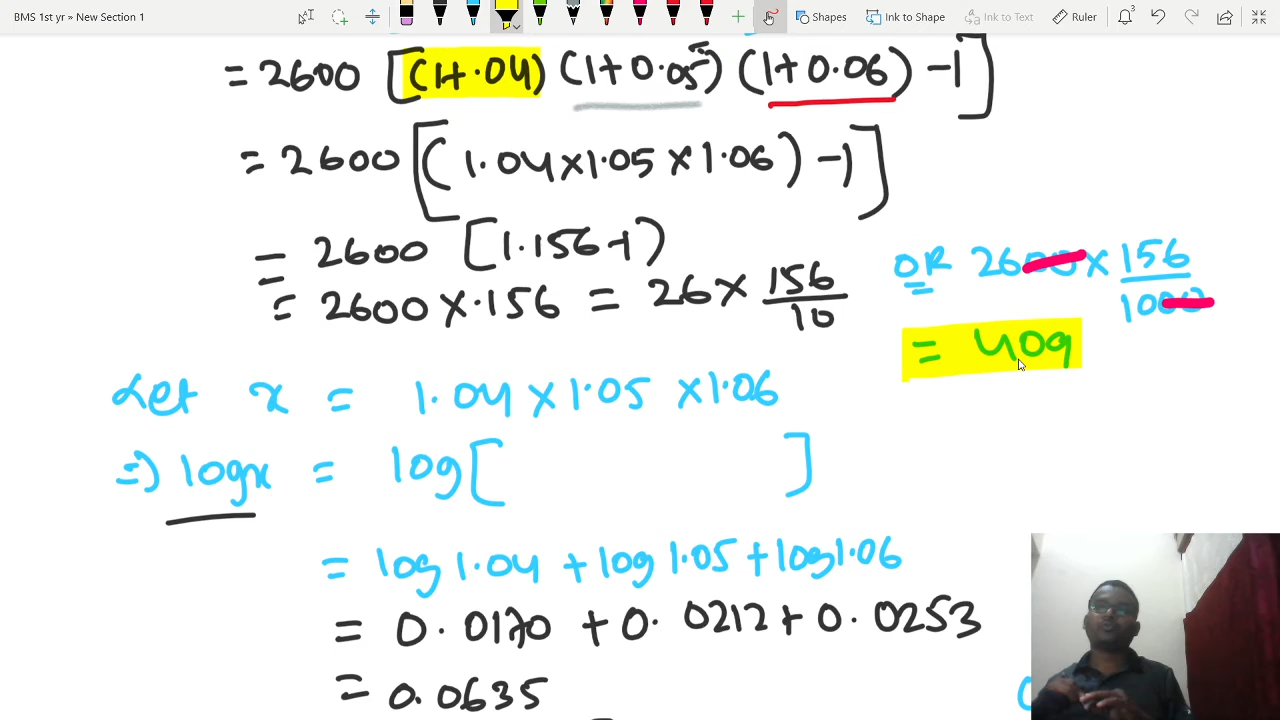 BMS 1st yr » New Section 1
Shapes
Ink to Shape
Ink to Text
Ruler
= 2600 [(1+.04) (1+0.05) (1+0.06) -1]
= 2600 [(1.04×1.05×1.06) -1]
= 2600 [1.156-1)
= 2600×.156 = 26× 156/10
OR 2600× 156/1000
= 409
Let x = 1.04×1.05×1.06
=) logx = log[ ]
= log 1.04 + log 1.05 + log 1.06
= 0.0170 + 0.0212 + 0.0253
= 0.0635